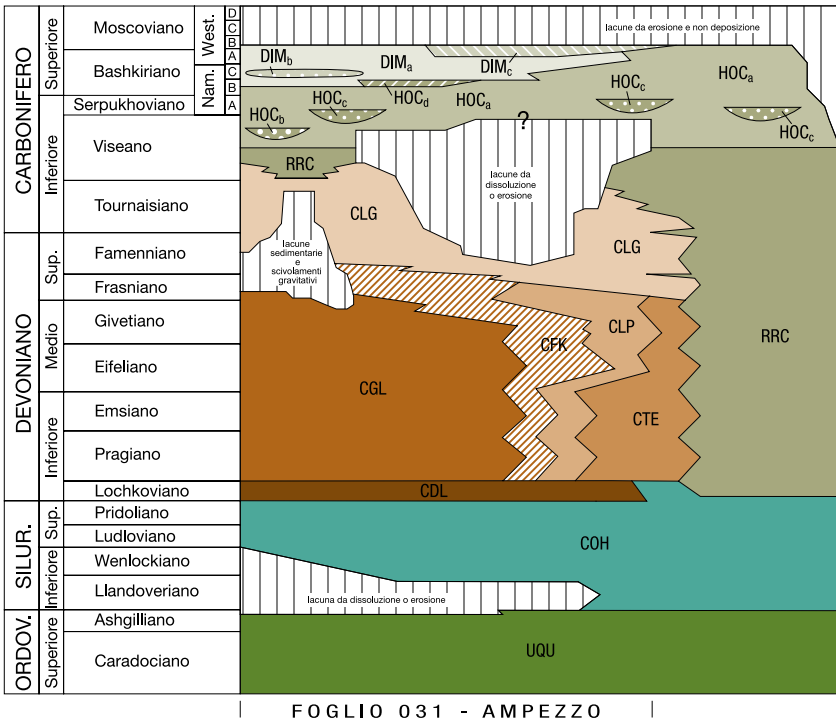 CARBONIFERO
Superiore
Inferiore
Moscoviano
Bashkiriano
Serpukhoviano
Viseano
Tournaisiano
West.
Nam.
D
C
B
A
C
B
A
DEVONIANO
Sup.
Medio
Inferiore
Famenniano
Frasniano
Givetiano
Eifeliano
Emsiano
Pragiano
Lochkoviano
SILUR.
Sup.
Inferiore
Pridoliano
Ludloviano
Wenlockiano
Llandoveriano
ORDOV.
Superiore
Ashgilliano
Caradociano
lacune da erosione e non deposizione
DIMb
DIMa
DIMc
HOCa
HOCc
HOCd
HOCa
HOCc
HOCb
HOCc
?
RRC
lacune da
dissoluzione
o erosione
CLG
lacune
sedimentarie
e
scivolamenti
gravitativi
CLG
CLP
CFK
RRC
CGL
CTE
CDL
COH
lacuna da dissoluzione o erosione
UQU
FOGLIO 031 - AMPEZZO